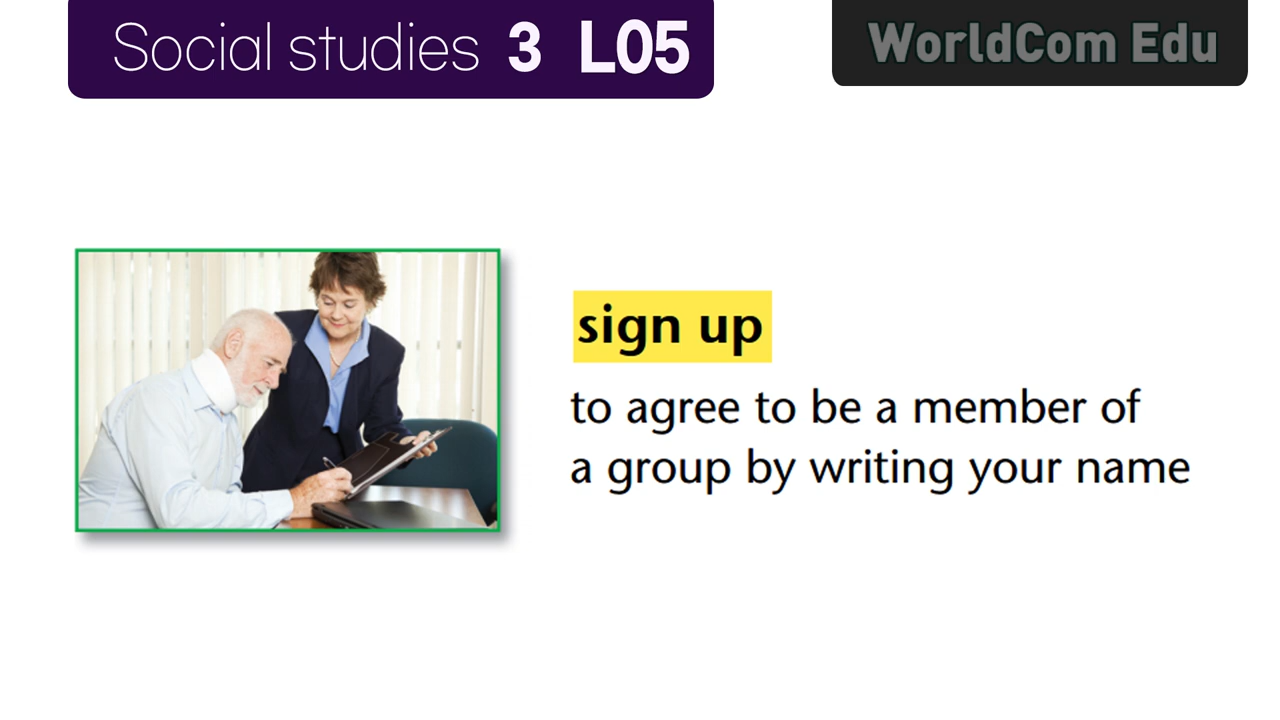 Social studies 3 L05
WorldCom Edu
sign up
to agree to be a member of
a group by writing your name